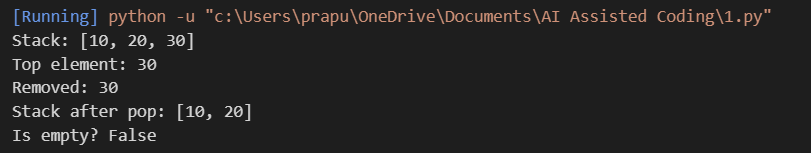 [Running] python -u "c:\Users\prapu\OneDrive\Documents\AI Assisted Coding\1.py"
Stack: [10, 20, 30]
Top element: 30
Removed: 30
Stack after pop: [10, 20]
Is empty? False